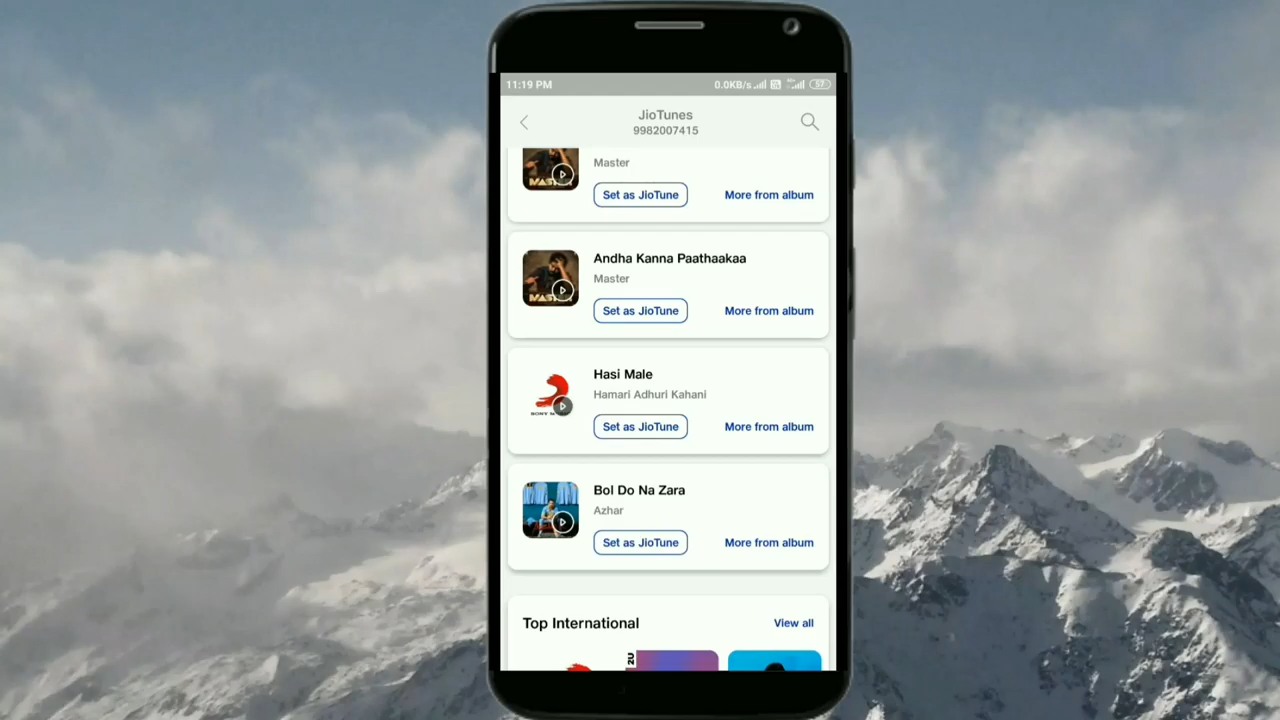 11:19 PM
0.0KB/s
57
JioTunes
9982007415
Master
Set as JioTune
More from album
Andha Kanna Paathaakaa
Master
Set as JioTune
More from album
Hasi Male
Hamari Adhuri Kahani
Set as JioTune
More from album
Bol Do Na Zara
Azhar
Set as JioTune
More from album
Top International
View all